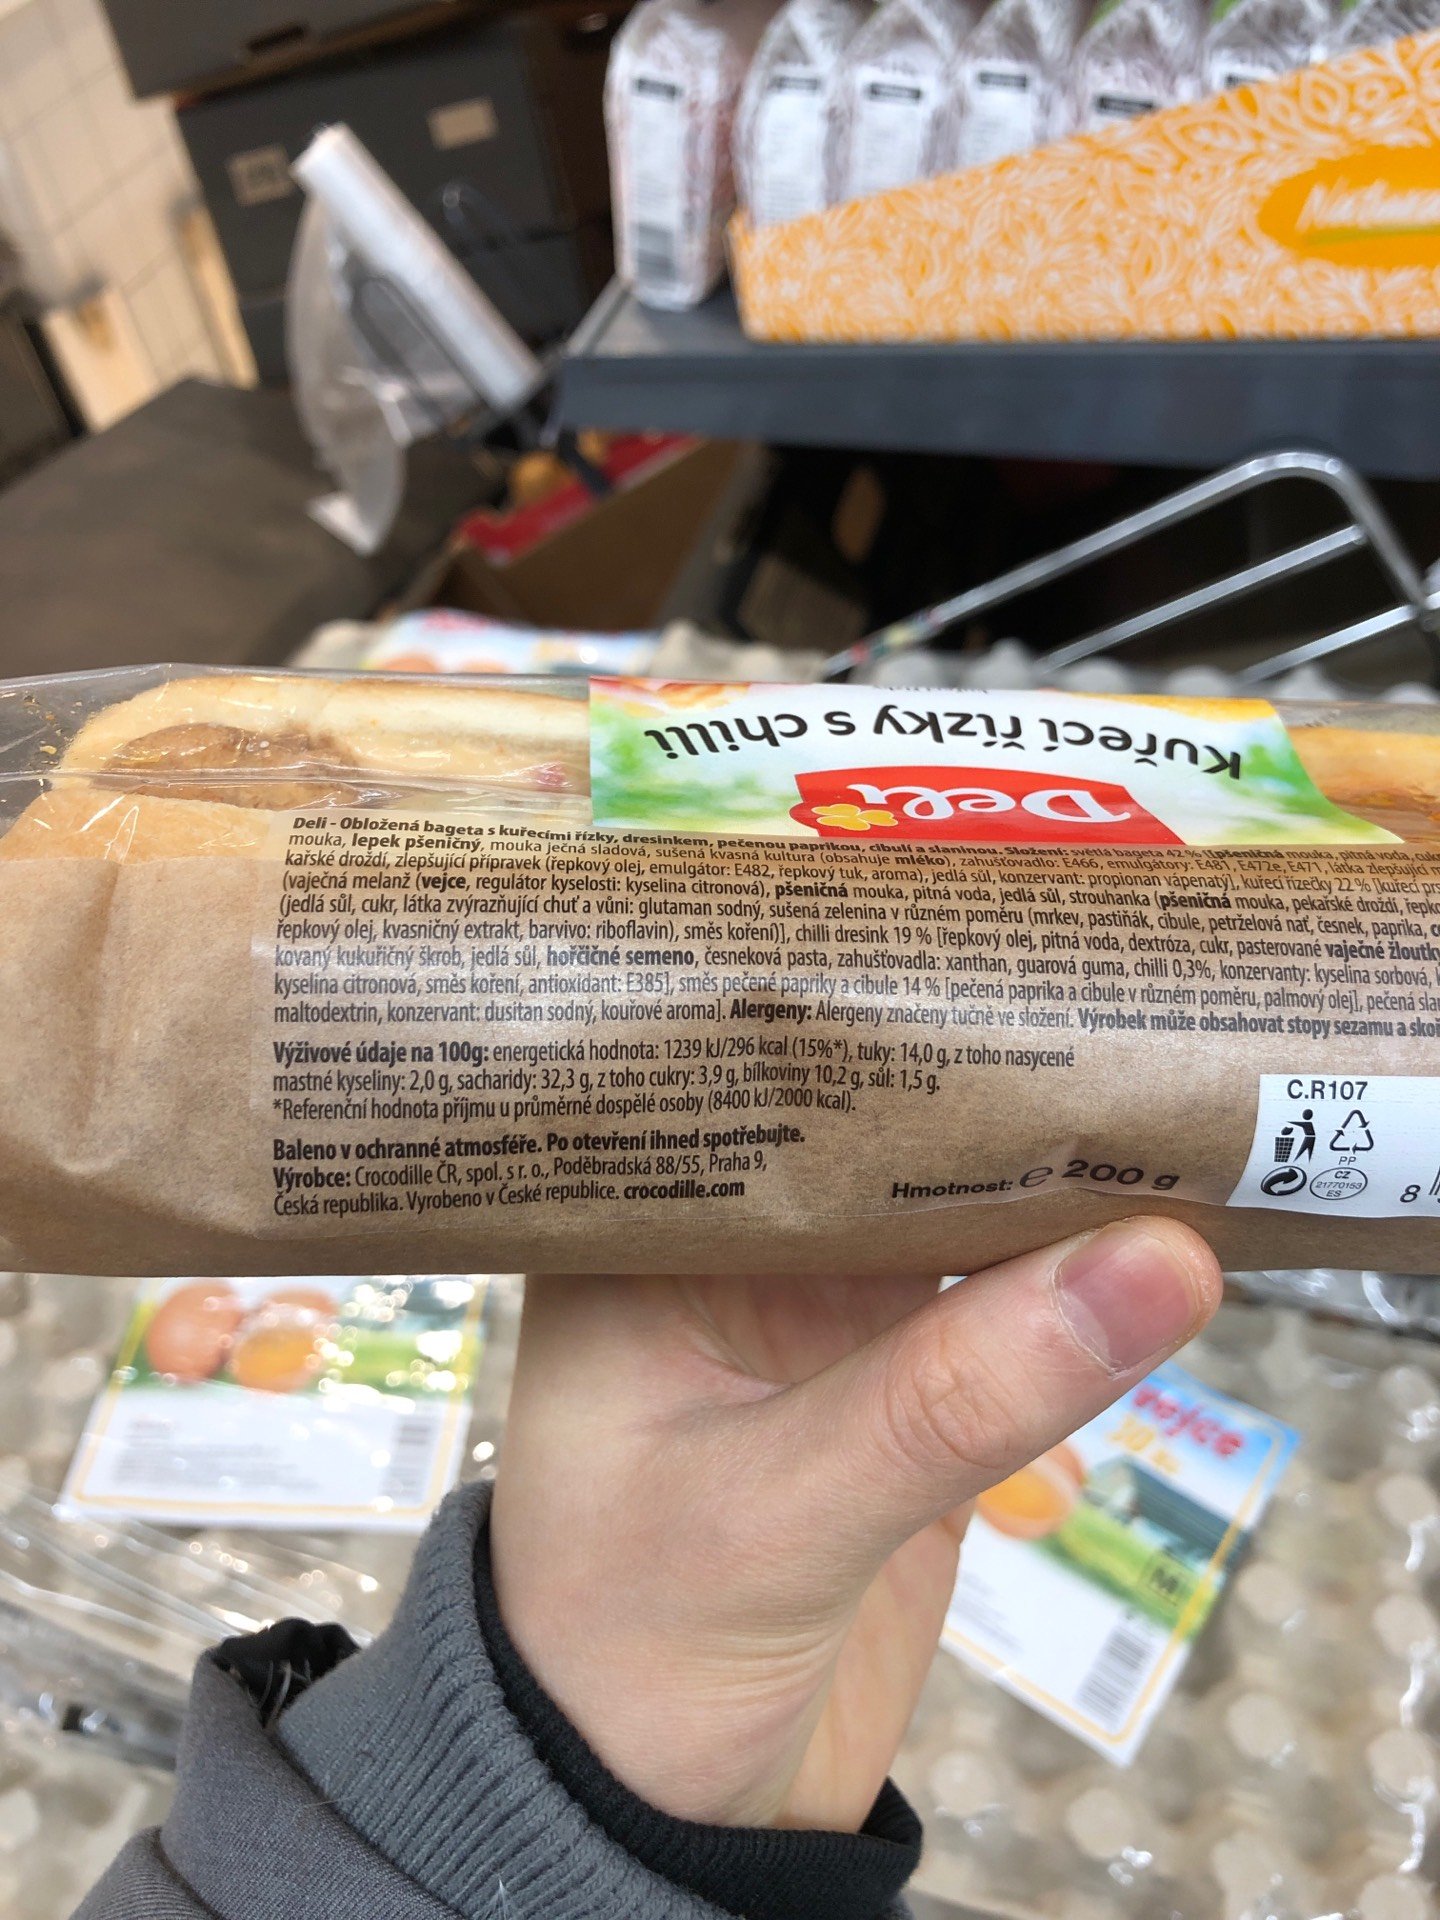 Kuřecí řízky s chilli
Deli
Deli - Obložená bageta s kuřecími řízky, dresinkem, pečenou paprikou, cibulí a slaninou. Složení: světlá bageta 42 % [pšeničná mouka, pitná voda,
mouka, lepek pšeničný, mouka ječná sladová, sušená kvasná kultura (obsahuje mléko), zahušťovadlo: E466, emulgátory: E481, E472e, E471, látka zlepšující
kařské droždí, zlepšující přípravek (řepkový olej, emulgátor: E482, řepkový tuk, aroma), jedlá sůl, konzervant: propionan vápenatý], kuřecí řízečky 22 % [kuřecí
(vaječná melanž (vejce, regulátor kyselosti: kyselina citronová), pšeničná mouka, pitná voda, jedlá sůl, strouhanka (pšeničná mouka, pekařské droždí,
(jedlá sůl, cukr, látka zvýrazňující chuť a vůni: glutaman sodný, sušená zelenina v různém poměru (mrkev, pastiňák, cibule, petrželová nať, česnek, paprika,
řepkový olej, kvasničný extrakt, barvivo: riboflavin), směs koření)], chilli dresink 19 % [řepkový olej, pitná voda, dextróza, cukr, pasterované vaječné žloutky
kovaný kukuřičný škrob, jedlá sůl, hořčičné semeno, česneková pasta, zahušťovadla: xanthan, guarová guma, chilli 0,3%, konzervanty: kyselina sorbová,
kyselina citronová, směs koření, antioxidant: E385], směs pečené papriky a cibule 14 % [pečená paprika a cibule v různém poměru, palmový olej], pečená
maltodextrin, konzervant: dusitan sodný, kouřové aroma]. Alergeny: Alergeny značeny tučně ve složení. Výrobek může obsahovat stopy sezamu a
Výživové údaje na 100g: energetická hodnota: 1239 kJ/296 kcal (15%*), tuky: 14,0 g, z toho nasycené
mastné kyseliny: 2,0 g, sacharidy: 32,3 g, z toho cukry: 3,9 g, bílkoviny 10,2 g, sůl: 1,5 g.
*Referenční hodnota příjmu u průměrné dospělé osoby (8400 kJ/2000 kcal).
Baleno v ochranné atmosféře. Po otevření ihned spotřebujte.
Výrobce: Crocodille ČR, spol. s r. o., Poděbradská 88/55, Praha 9,
Česká republika. Vyrobeno v České republice. crocodille.com
Hmotnost: e 200 g
C.R107
PP
CZ
21770153
ES
8
vejce